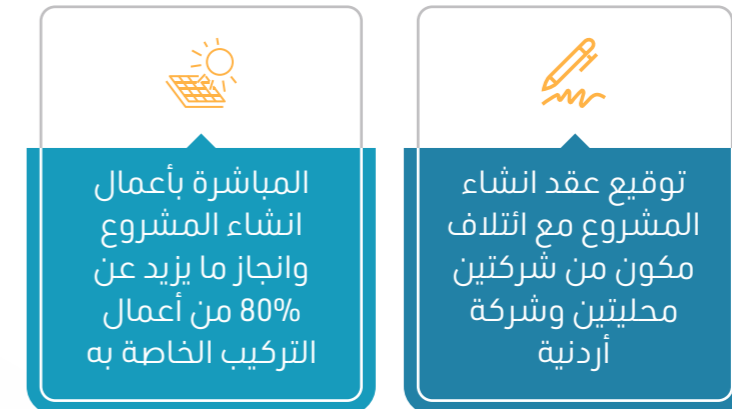 توقيع عقد انشاء
المشروع مع ائتلاف
مكون من شركتين
محليتين وشركة
أردنية
المباشرة بأعمال
انشاء المشروع
وانجاز ما يزيد عن
80% من أعمال
التركيب الخاصة به